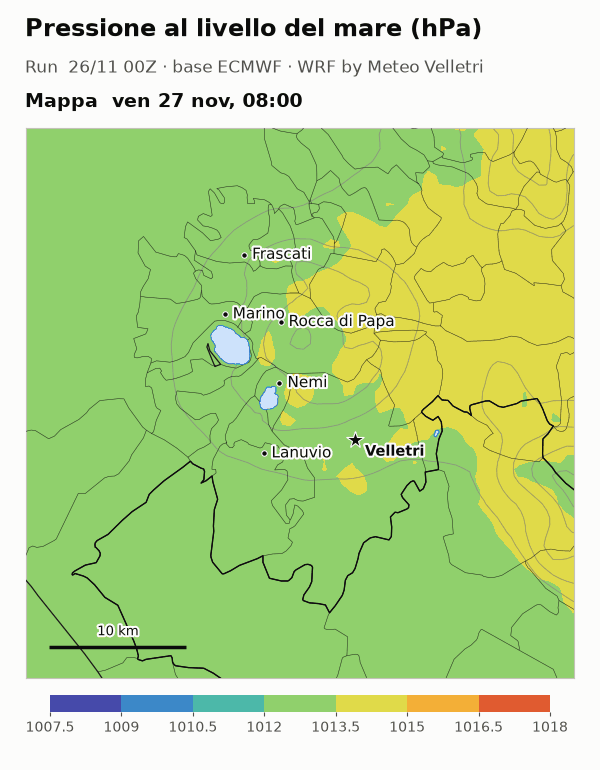 Pressione al livello del mare (hPa)
Run  26/11 00Z · base ECMWF · WRF by Meteo Velletri
Mappa  ven 27 nov, 08:00
Frascati
Marino
Rocca di Papa
Nemi
Velletri
Lanuvio
10 km
1007.5 1009 1010.5 1012 1013.5 1015 1016.5 1018